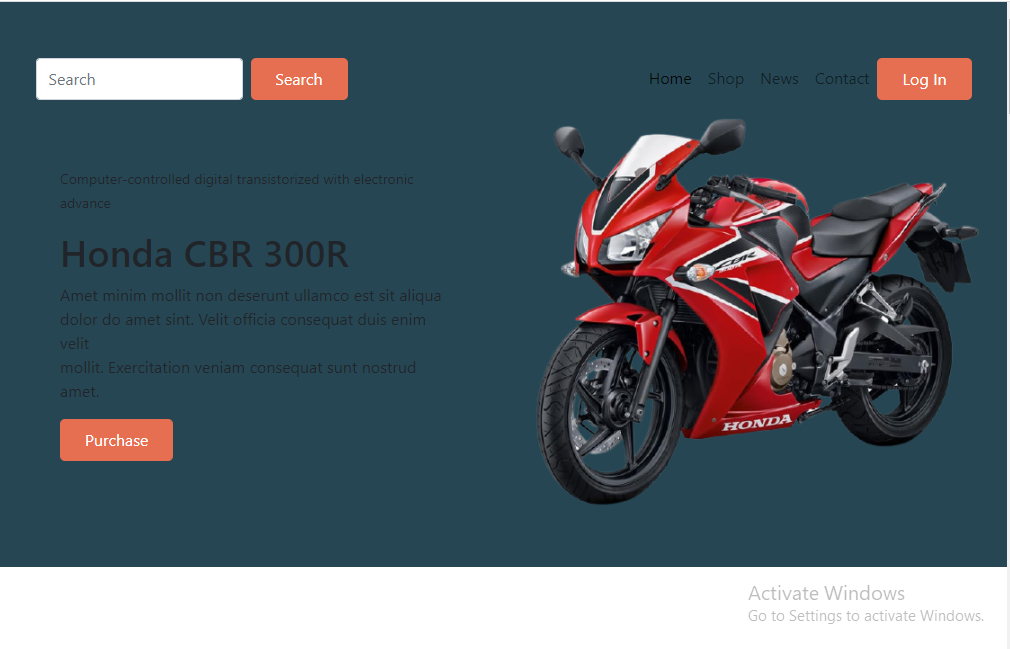 Search Search Home Shop News Contact Log In
Computer-controlled digital transistorized with electronic
advance
Honda CBR 300R
Amet minim mollit non deserunt ullamco est sit aliqua
dolor do amet sint. Velit officia consequat duis enim
velit
mollit. Exercitation veniam consequat sunt nostrud
amet.
Purchase
CBR
HONDA
Activate Windows
Go to Settings to activate Windows.